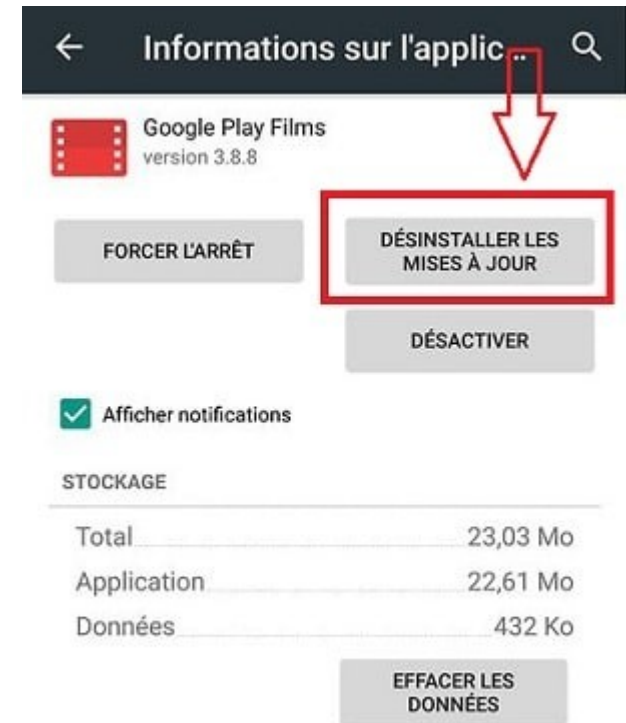 Informations sur l'applic...
Google Play Films
version 3.8.8
FORCER L'ARRÊT
DÉSINSTALLER LES
MISES À JOUR
DÉSACTIVER
Afficher notifications
STOCKAGE
Total 23,03 Mo
Application 22,61 Mo
Données 432 Ko
EFFACER LES
DONNÉES